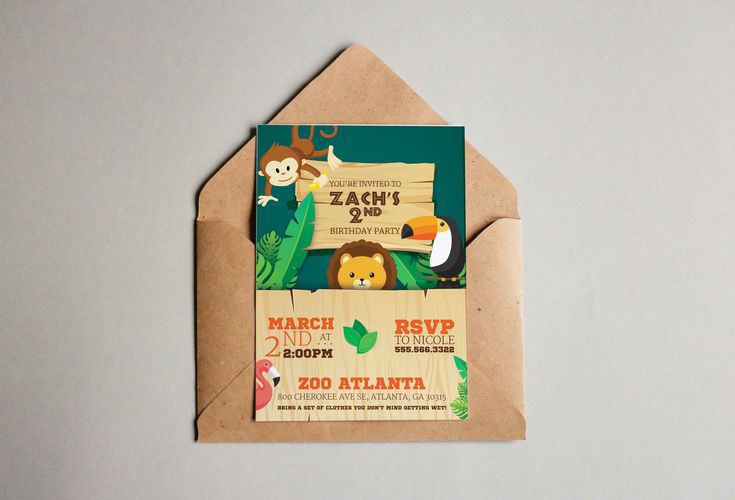 YOU'RE INVITED TO
ZACH'S
2ND
BIRTHDAY PARTY
MARCH
2ND AT ...
2:00PM
RSVP
TO NICOLE
555.566.3322
ZOO ATLANTA
800 CHEROKEE AVE SE, ATLANTA, GA 30315
BRING A SET OF CLOTHES YOU DON'T MIND GETTING WET!